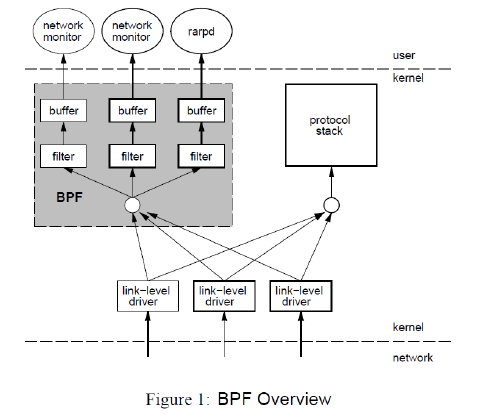 network
monitor
network
monitor
rarpd
user
kernel
buffer
buffer
buffer
protocol
stack
filter
filter
filter
BPF
link-level
driver
link-level
driver
link-level
driver
kernel
network
Figure 1: BPF Overview